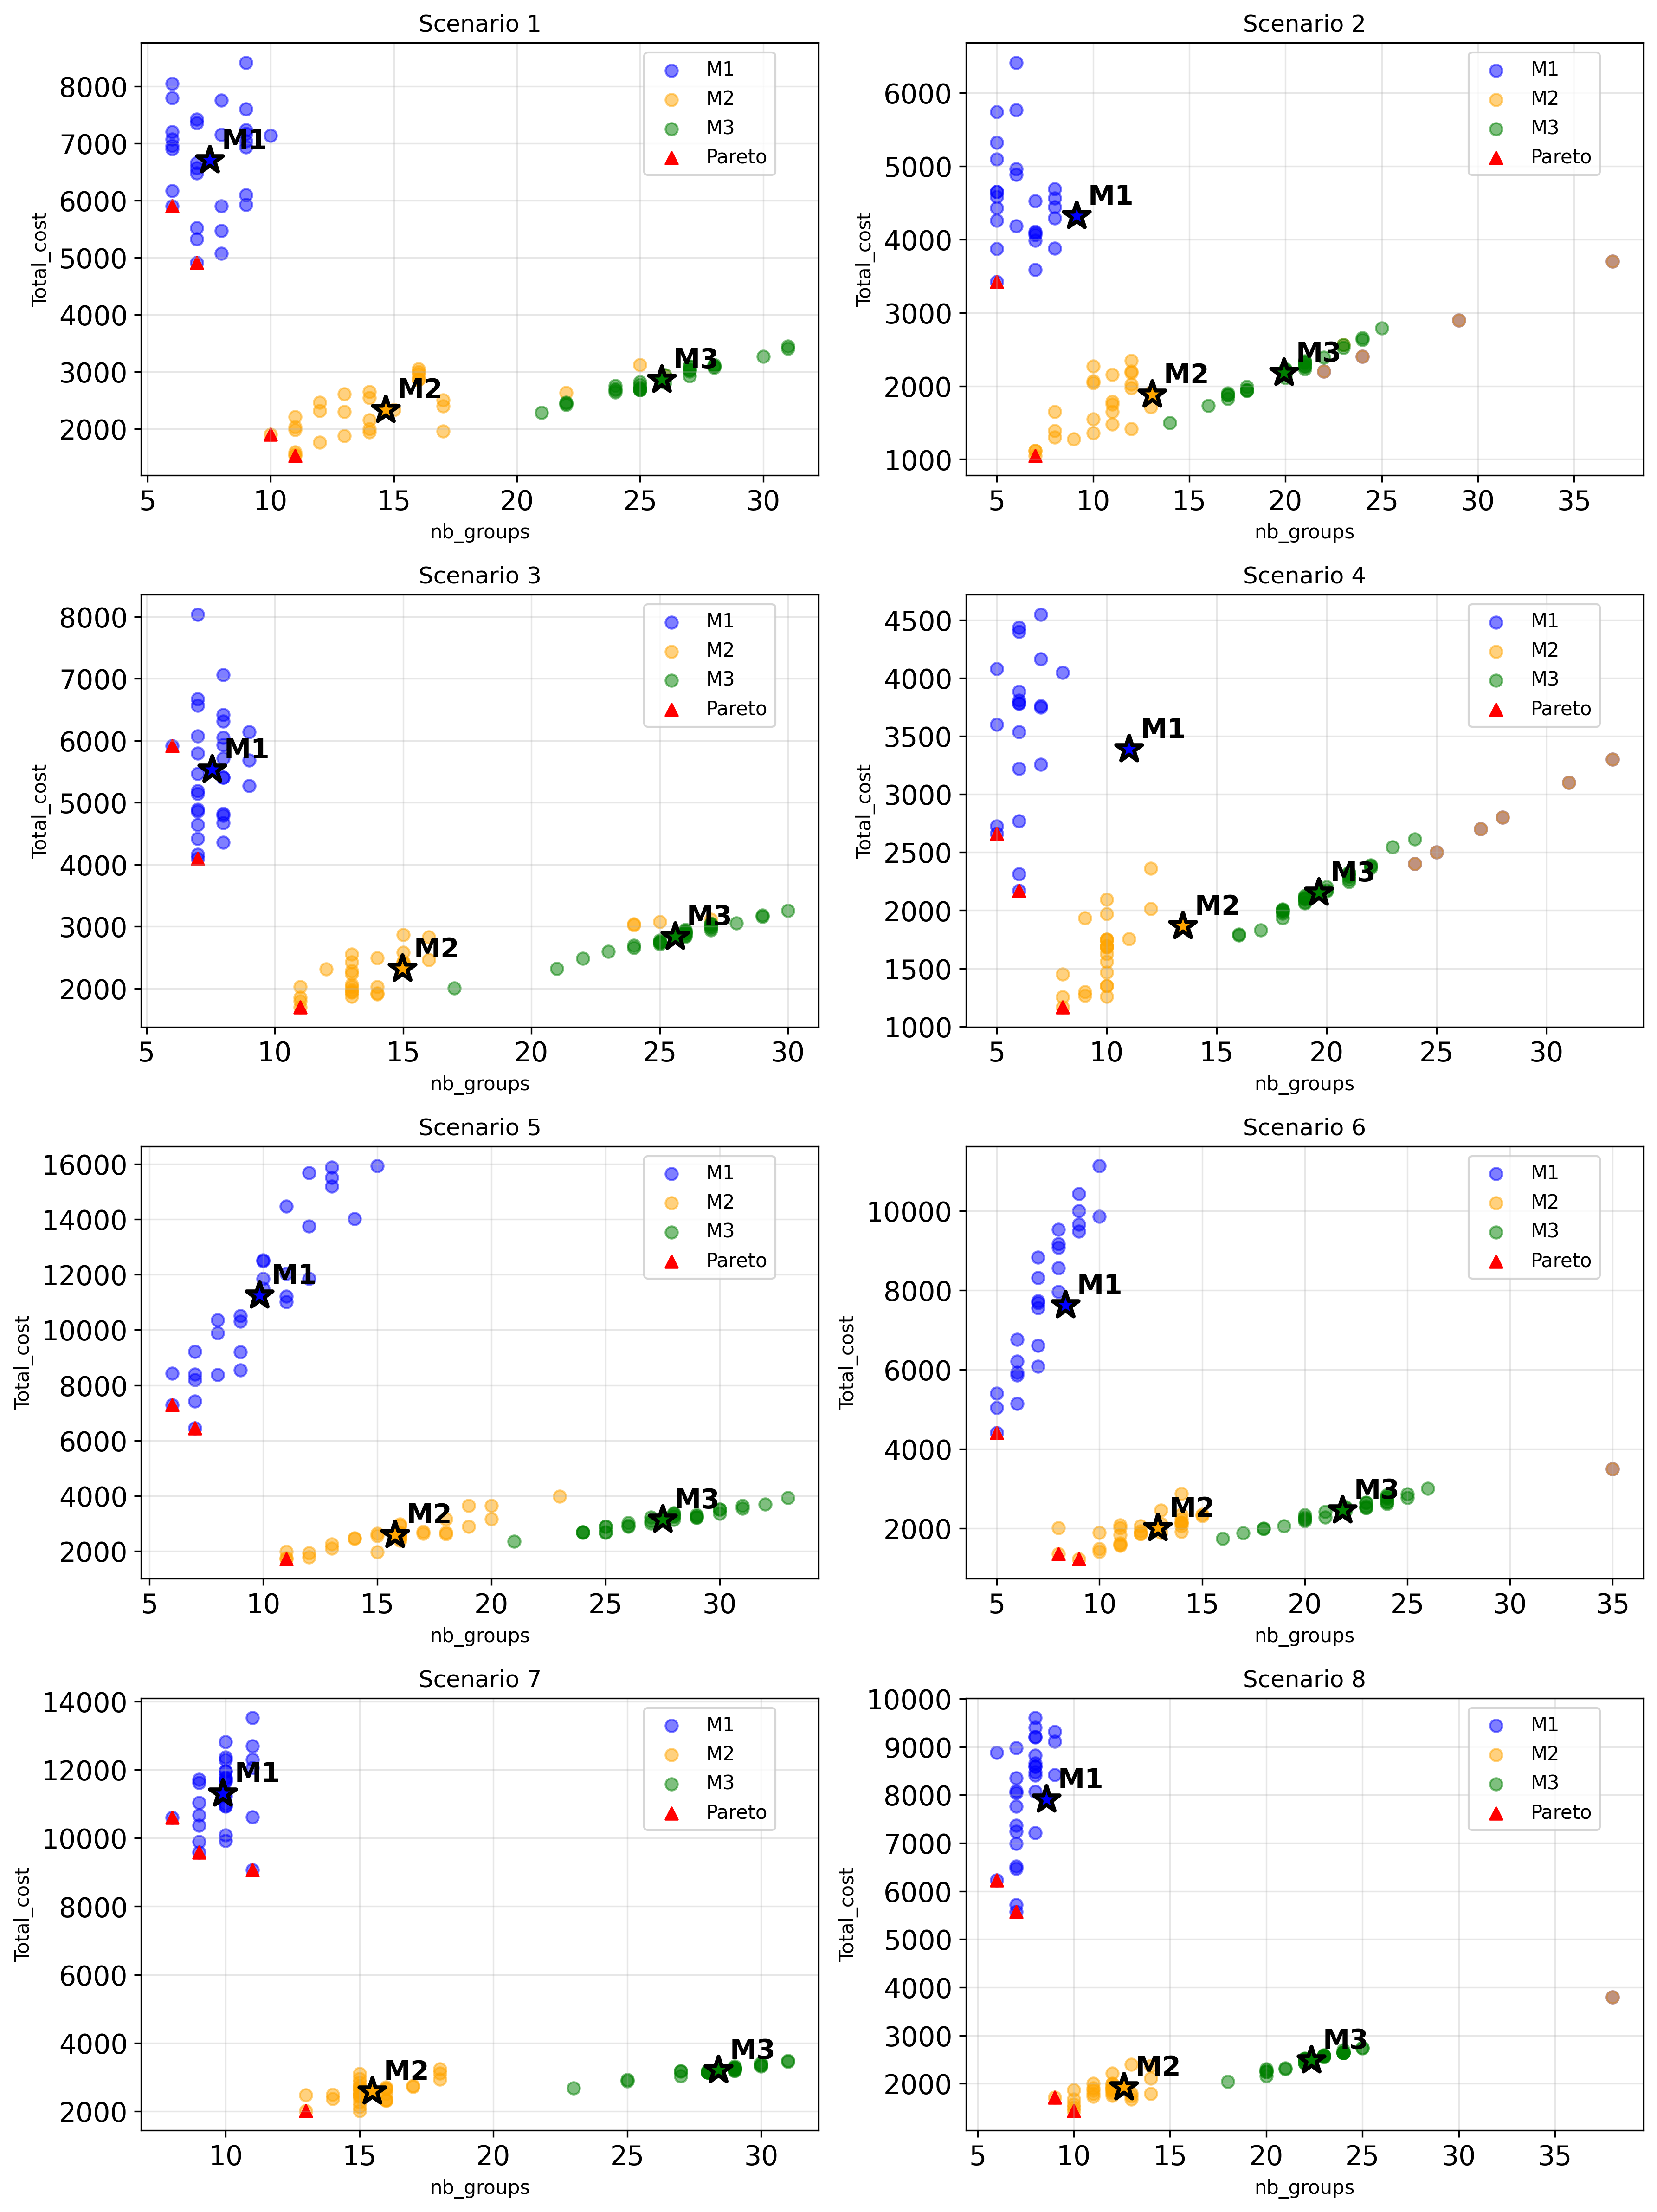 Scenario 1
Total_cost
8000
7000
6000
5000
4000
3000
2000
M1
M2
M3
Pareto
M1
M2
M3
5 10 15 20 25 30
nb_groups
Scenario 2
Total_cost
6000
5000
4000
3000
2000
1000
M1
M2
M3
Pareto
M1
M2
M3
5 10 15 20 25 30 35
nb_groups
Scenario 3
Total_cost
8000
7000
6000
5000
4000
3000
2000
M1
M2
M3
Pareto
M1
M2
M3
5 10 15 20 25 30
nb_groups
Scenario 4
Total_cost
4500
4000
3500
3000
2500
2000
1500
1000
M1
M2
M3
Pareto
M1
M2
M3
5 10 15 20 25 30
nb_groups
Scenario 5
Total_cost
16000
14000
12000
10000
8000
6000
4000
2000
M1
M2
M3
Pareto
M1
M2
M3
5 10 15 20 25 30
nb_groups
Scenario 6
Total_cost
10000
8000
6000
4000
2000
M1
M2
M3
Pareto
M1
M2
M3
5 10 15 20 25 30 35
nb_groups
Scenario 7
Total_cost
14000
12000
10000
8000
6000
4000
2000
M1
M2
M3
Pareto
M1
M2
M3
10 15 20 25 30
nb_groups
Scenario 8
Total_cost
10000
9000
8000
7000
6000
5000
4000
3000
2000
M1
M2
M3
Pareto
M1
M2
M3
5 10 15 20 25 30 35
nb_groups